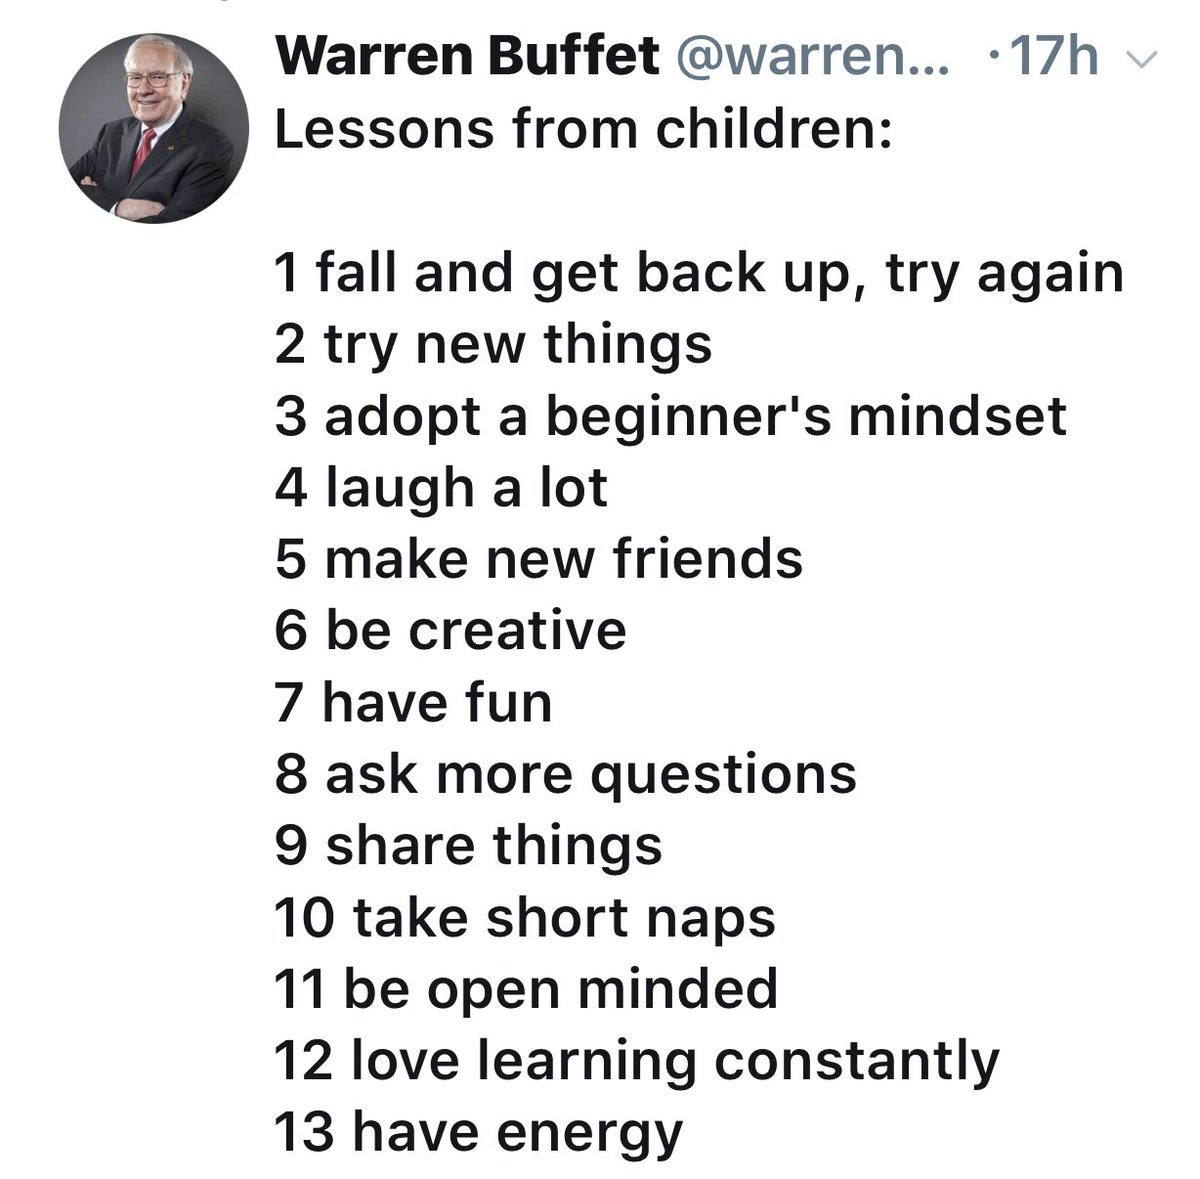 Warren Buffet @warren... · 17h
Lessons from children:
1 fall and get back up, try again
2 try new things
3 adopt a beginner's mindset
4 laugh a lot
5 make new friends
6 be creative
7 have fun
8 ask more questions
9 share things
10 take short naps
11 be open minded
12 love learning constantly
13 have energy